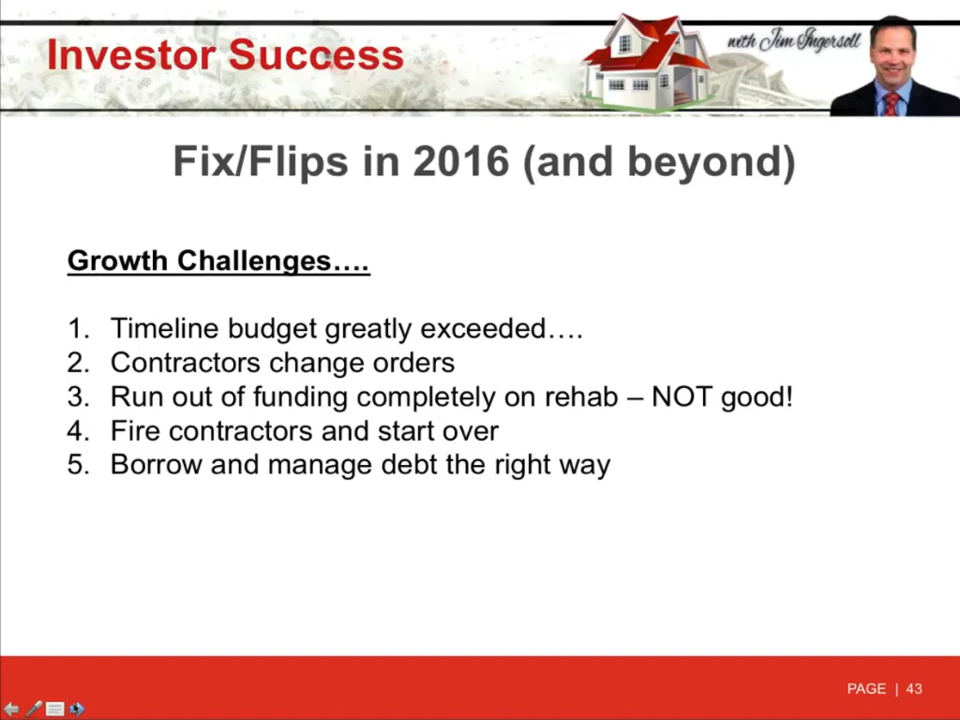 Investor Success
with Jim Ingersoll
Fix/Flips in 2016 (and beyond)
Growth Challenges….
1. Timeline budget greatly exceeded….
2. Contractors change orders
3. Run out of funding completely on rehab – NOT good!
4. Fire contractors and start over
5. Borrow and manage debt the right way
PAGE | 43